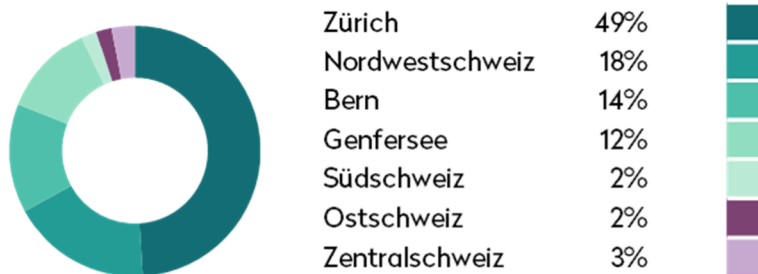 Zürich 49%
Nordwestschweiz 18%
Bern 14%
Genfersee 12%
Südschweiz 2%
Ostschweiz 2%
Zentralschweiz 3%